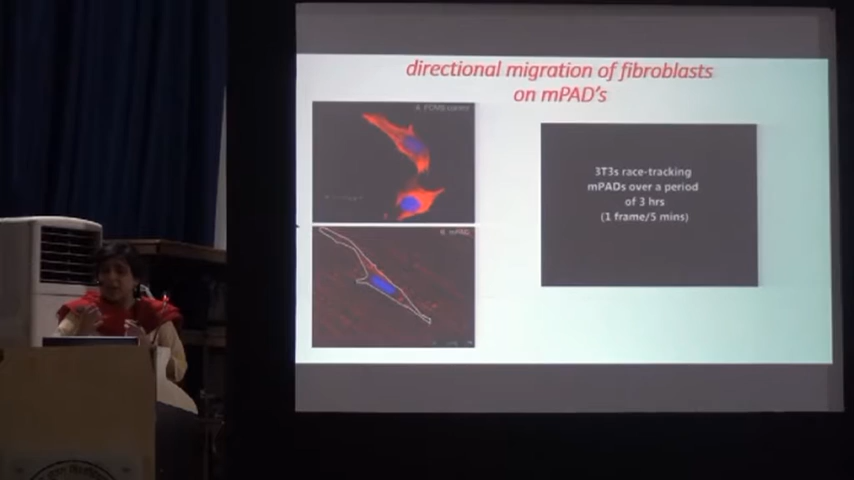 directional migration of fibroblasts
on mPAD's
3T3s race-tracking
mPADs over a period
of 3 hrs
(1 frame/5 mins)